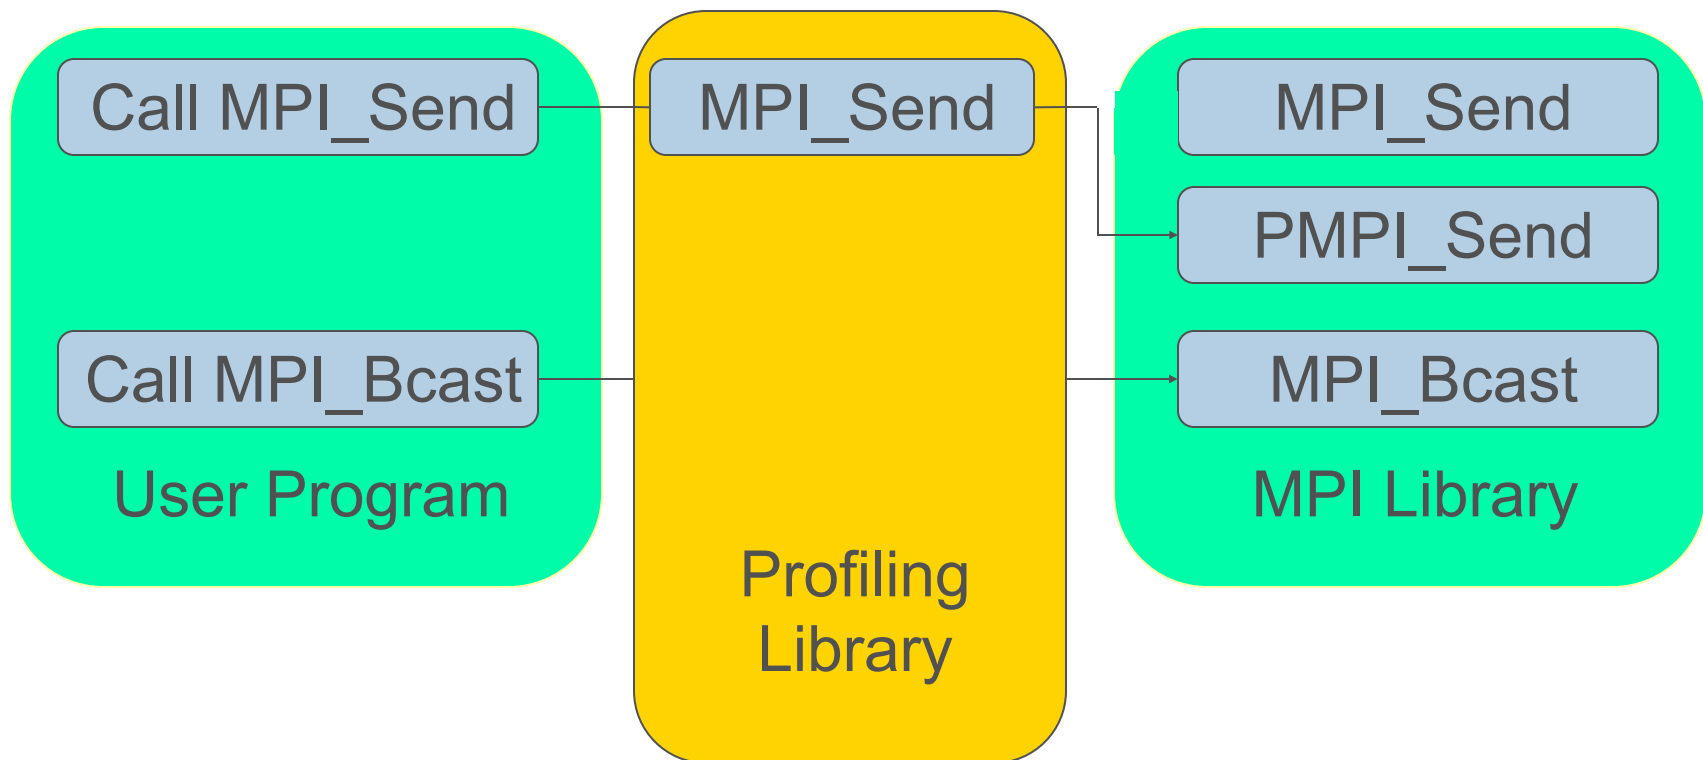 Call MPI_Send
MPI_Send
MPI_Send
PMPI_Send
Call MPI_Bcast
MPI_Bcast
User Program
MPI Library
Profiling
Library